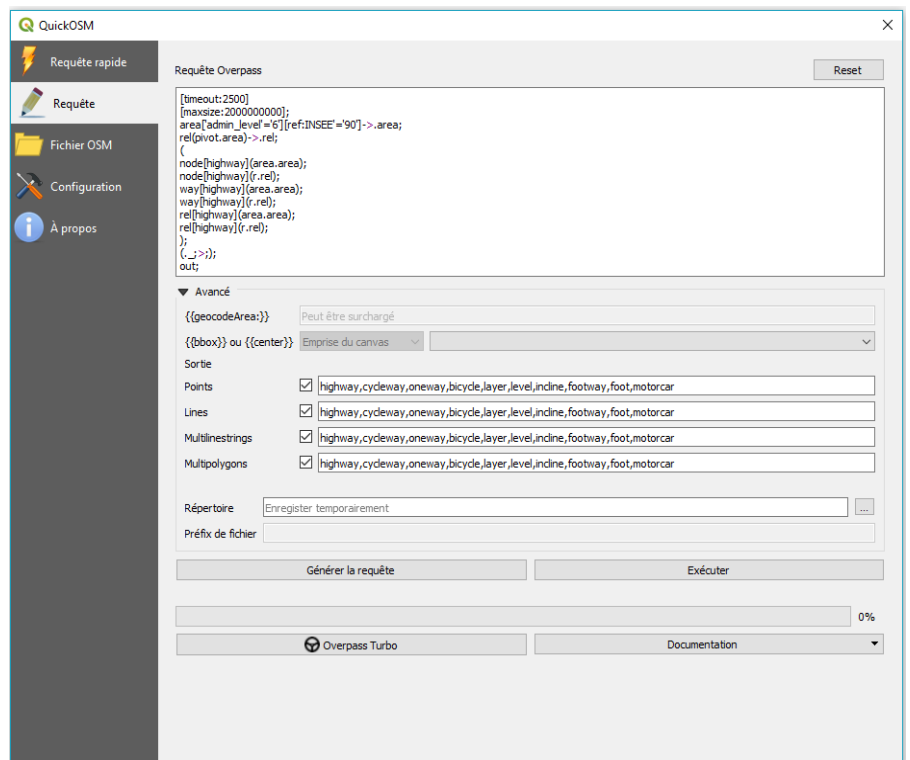 QuickOSM
Requête rapide
Requête
Fichier OSM
Configuration
À propos
Requête Overpass
Reset
[timeout:2500]
[maxsize:2000000000];
area['admin_level'='6'][ref:INSEE'='90']->.area;
rel(pivot.area)->.rel;
(
node[highway](area.area);
node[highway](r.rel);
way[highway](area.area);
way[highway](r.rel);
rel[highway](area.area);
rel[highway](r.rel);
);
(._;>;);
out;
Avancé
{{geocodeArea:}} Peut être surchargé
{{bbox}} ou {{center}} Emprise du canvas
Sortie
Points highway,cycleway,oneway,bicycle,layer,level,incline,footway,foot,motorcar
Lines highway,cycleway,oneway,bicycle,layer,level,incline,footway,foot,motorcar
Multilinestrings highway,cycleway,oneway,bicycle,layer,level,incline,footway,foot,motorcar
Multipolygons highway,cycleway,oneway,bicycle,layer,level,incline,footway,foot,motorcar
Répertoire Enregister temporairement ...
Préfix de fichier
Générer la requête Exécuter
0%
Overpass Turbo Documentation